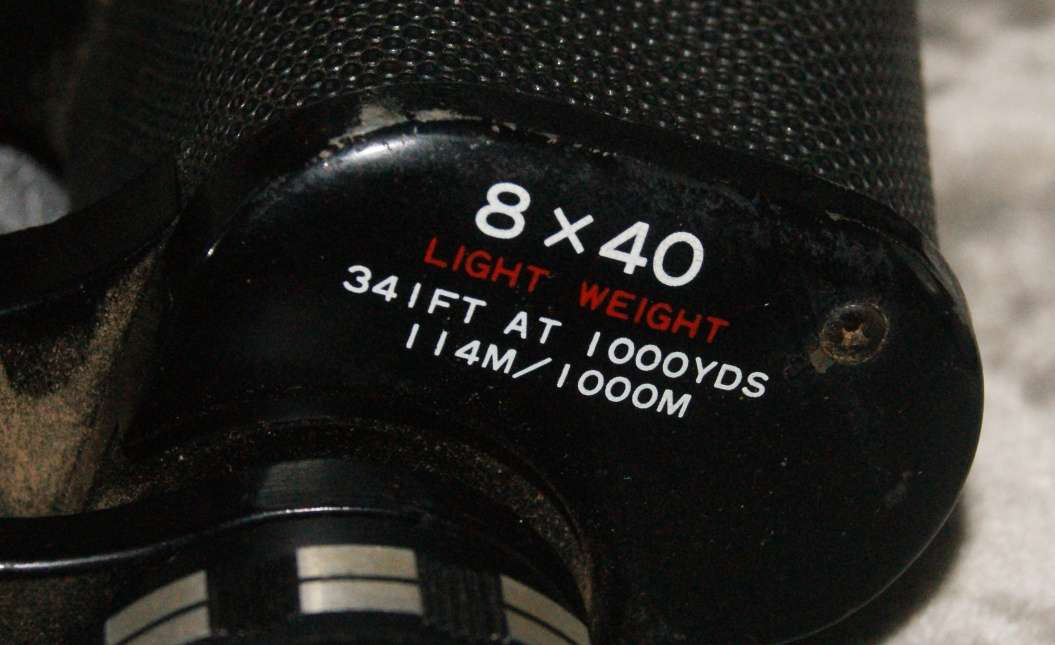 8×40
LIGHT WEIGHT
341FT AT 1000YDS
114M/1000M